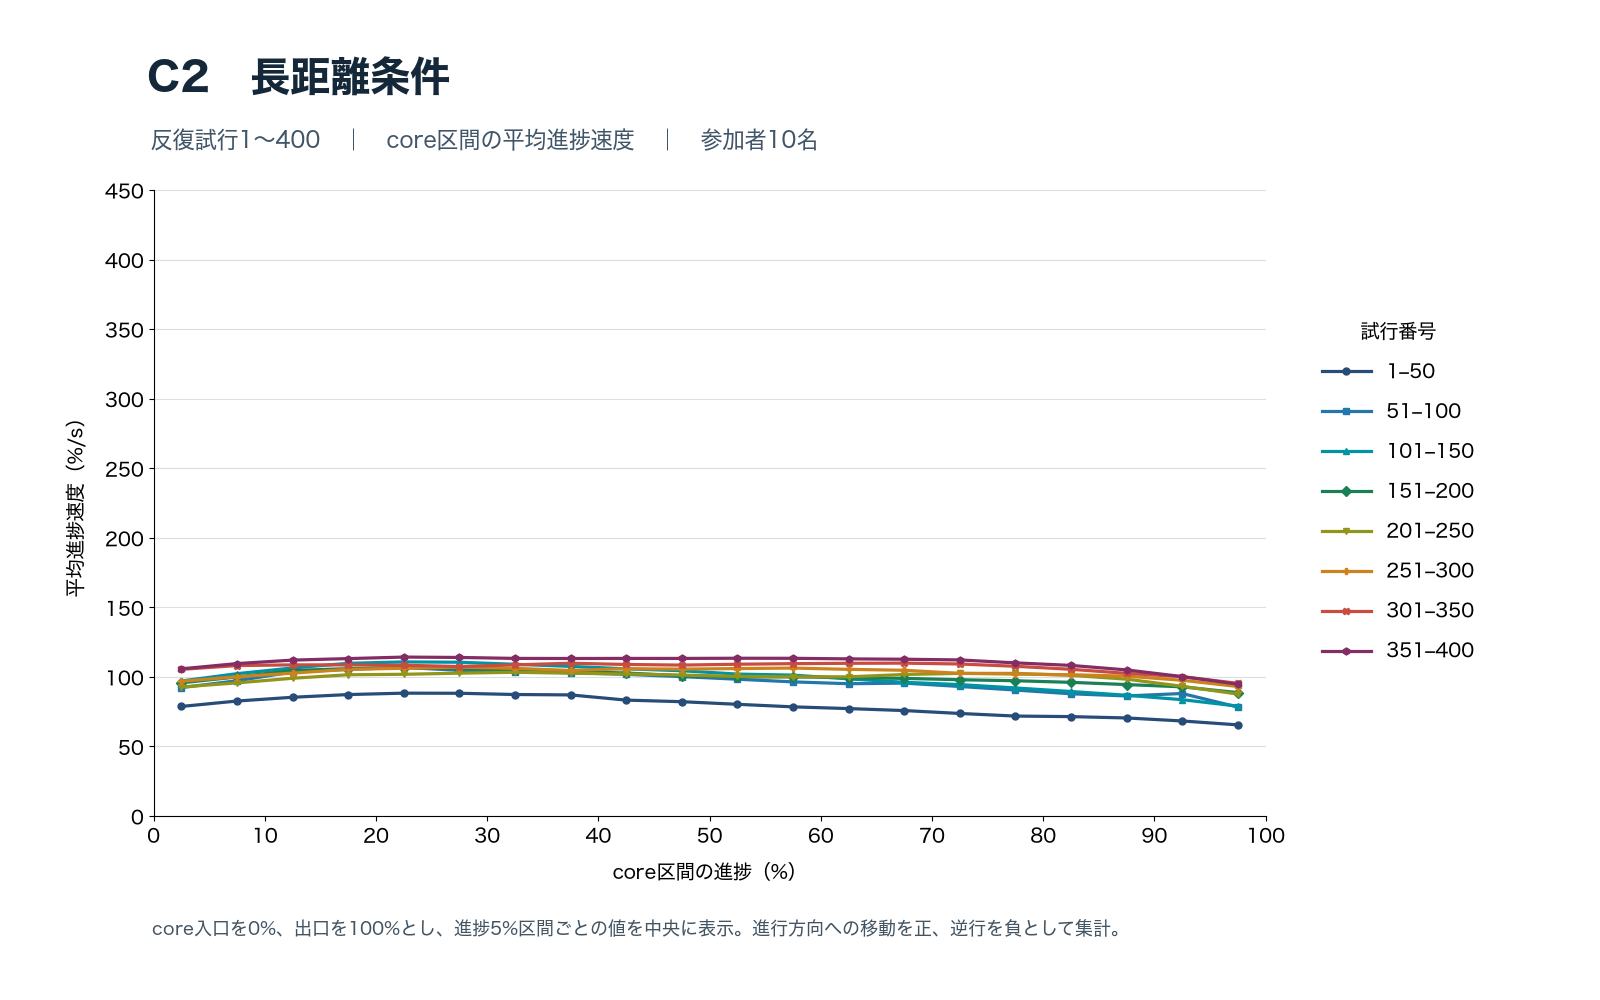 C2　長距離条件
反復試行1～400　｜　core区間の平均進捗速度　｜　参加者10名
450
400
350
300
250
200
150
100
50
0
平均進捗速度（%/s）
0 10 20 30 40 50 60 70 80 90 100
core区間の進捗（%）
試行番号
1–50
51–100
101–150
151–200
201–250
251–300
301–350
351–400
core入口を0%、出口を100%とし、進捗5%区間ごとの値を中央に表示。進行方向への移動を正、逆行を負として集計。